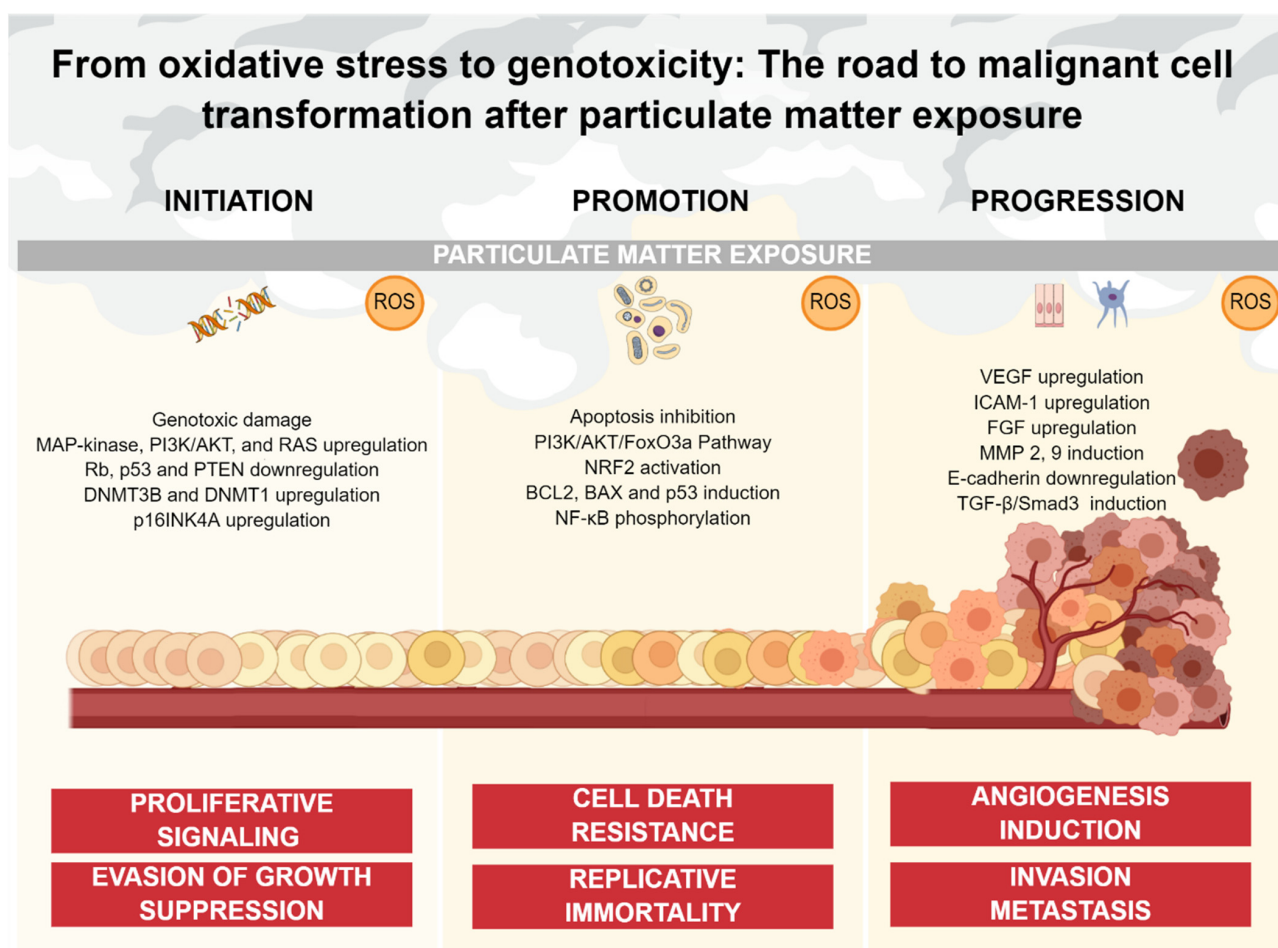 From oxidative stress to genotoxicity: The road to malignant cell
transformation after particulate matter exposure
INITIATION
PROMOTION
PROGRESSION
PARTICULATE MATTER EXPOSURE
ROS
ROS
ROS
Genotoxic damage
MAP-kinase, PI3K/AKT, and RAS upregulation
Rb, p53 and PTEN downregulation
DNMT3B and DNMT1 upregulation
p16INK4A upregulation
Apoptosis inhibition
PI3K/AKT/FoxO3a Pathway
NRF2 activation
BCL2, BAX and p53 induction
NF-κB phosphorylation
VEGF upregulation
ICAM-1 upregulation
FGF upregulation
MMP 2, 9 induction
E-cadherin downregulation
TGF-β/Smad3 induction
PROLIFERATIVE
SIGNALING
EVASION OF GROWTH
SUPPRESSION
CELL DEATH
RESISTANCE
REPLICATIVE
IMMORTALITY
ANGIOGENESIS
INDUCTION
INVASION
METASTASIS